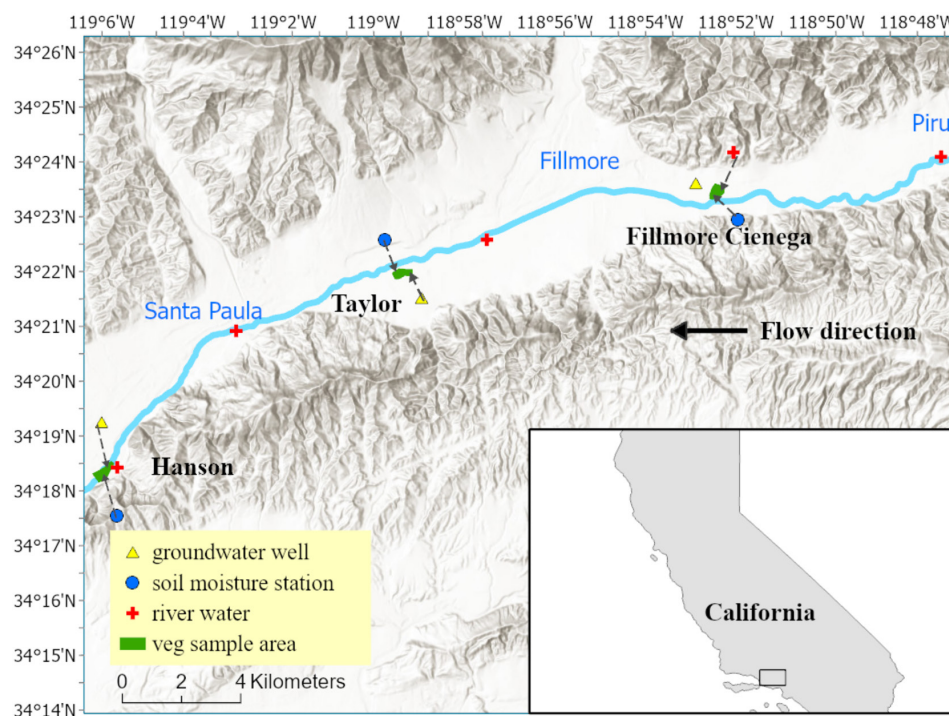 119°6'W 119°4'W 119°2'W 119°0'W 118°58'W 118°56'W 118°54'W 118°52'W 118°50'W 118°48'W
34°26'N
34°25'N
34°24'N
34°23'N
34°22'N
34°21'N
34°20'N
34°19'N
34°18'N
34°17'N
34°16'N
34°15'N
34°14'N
Piru
Fillmore
Fillmore Cienega
Taylor
Santa Paula
Flow direction
Hanson
groundwater well
soil moisture station
river water
veg sample area
0 2 4 Kilometers
California